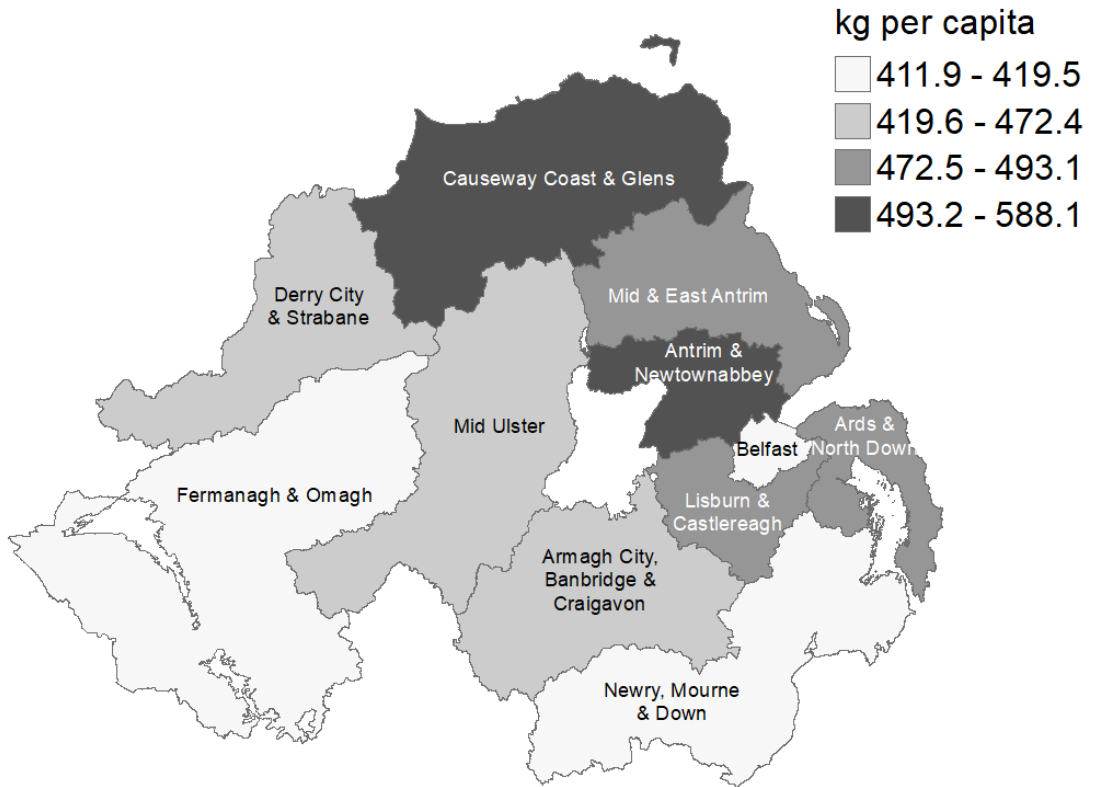 kg per capita
411.9 - 419.5
419.6 - 472.4
472.5 - 493.1
493.2 - 588.1
Causeway Coast & Glens
Derry City
& Strabane
Mid & East Antrim
Antrim &
Newtownabbey
Mid Ulster
Belfast
Ards &
North Down
Fermanagh & Omagh
Lisburn &
Castlereagh
Armagh City,
Banbridge &
Craigavon
Newry, Mourne
& Down